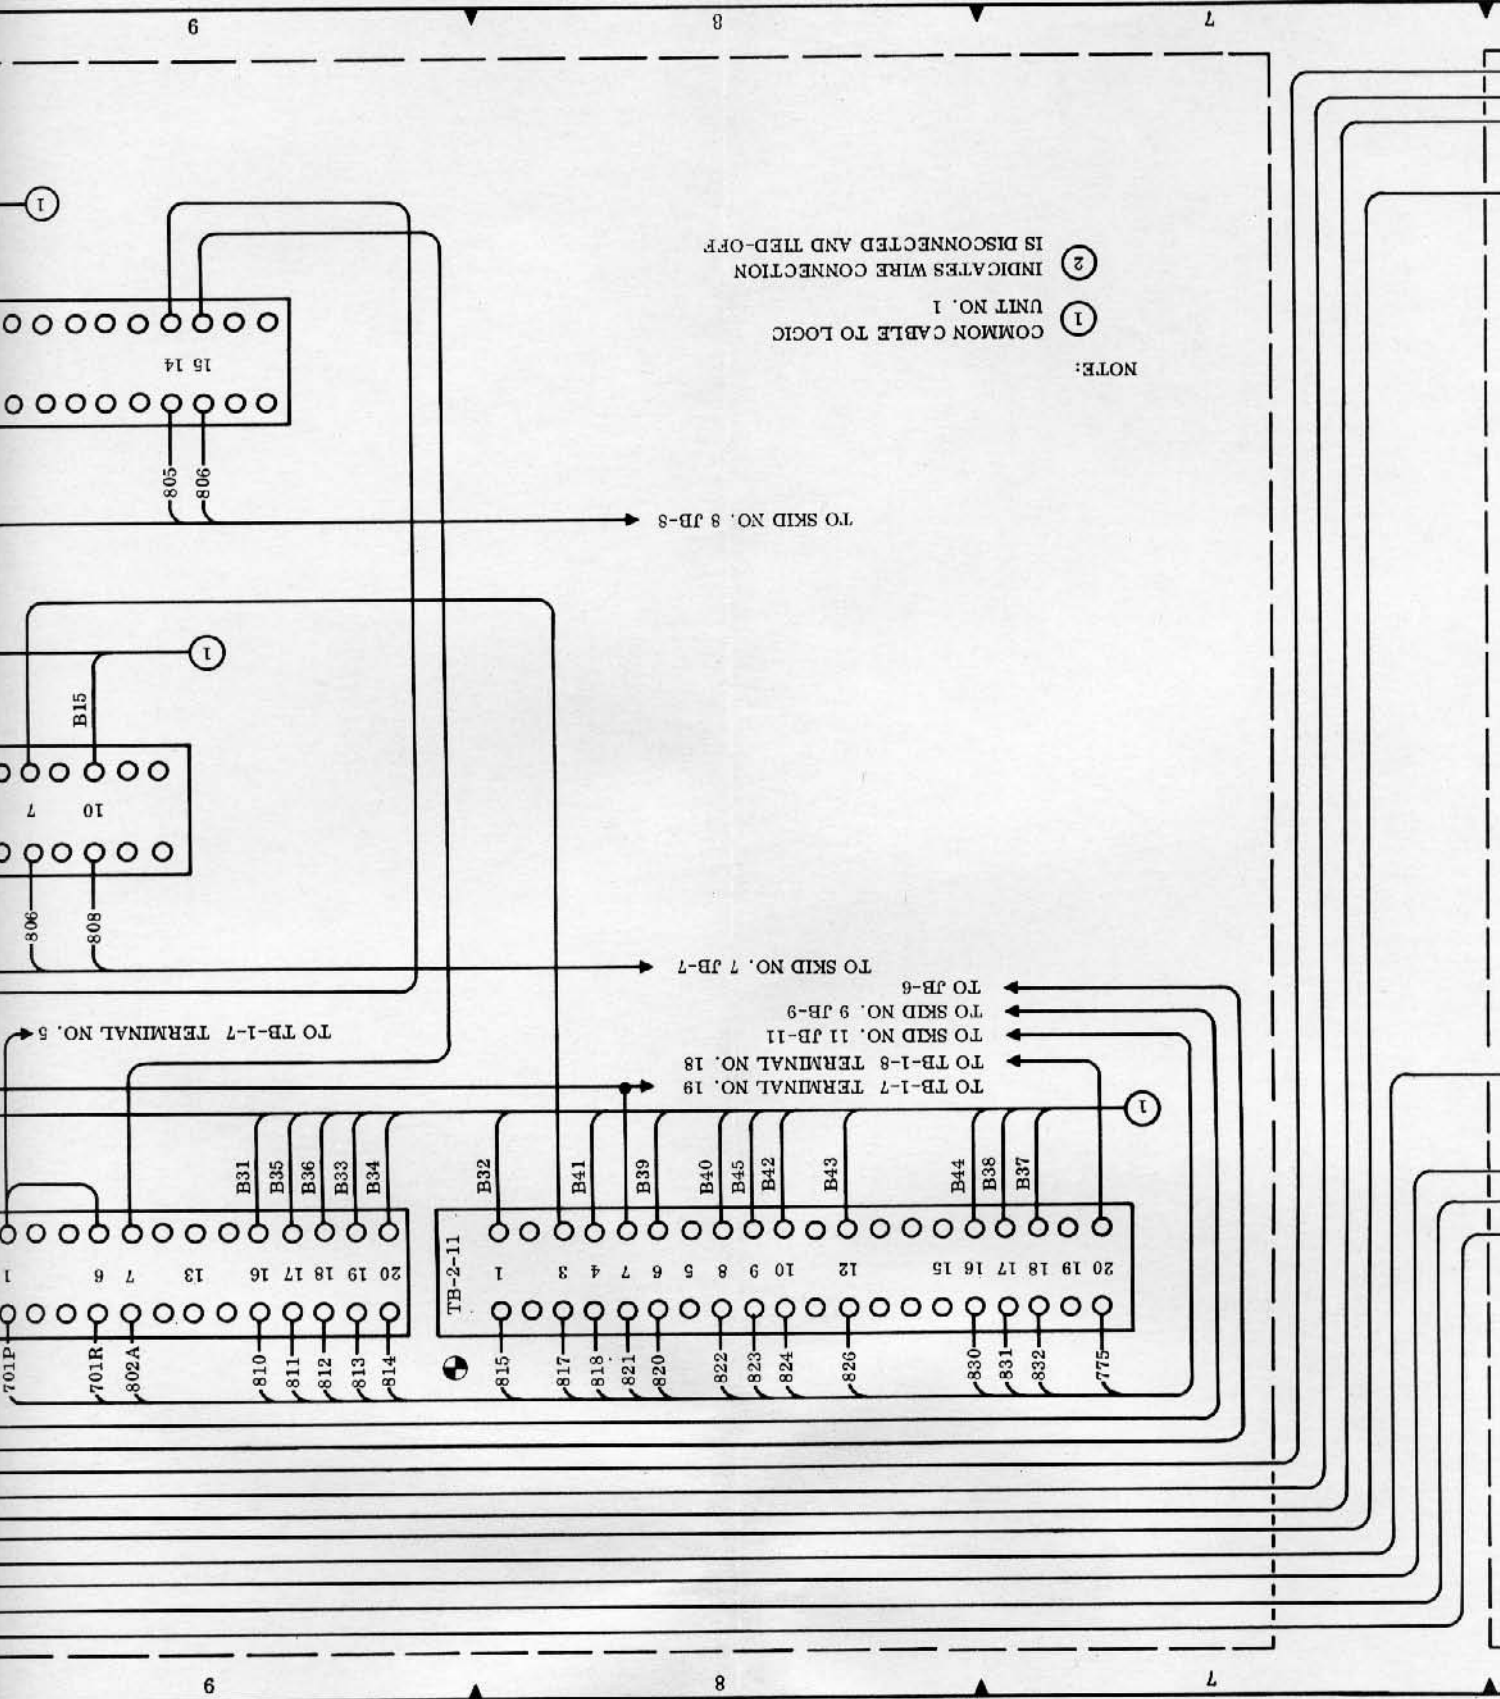 9 8 7
1
IS DISCONNECTED AND TIED-OFF
INDICATES WIRE CONNECTION
2
UNIT NO. 1
COMMON CABLE TO LOGIC
1
NOTE:
15 14
805
806
TO SKID NO. 8 JB-8
1
B15
7 10
806
808
TO SKID NO. 7 JB-7
TO JB-6
TO SKID NO. 9 JB-9
TO SKID NO. 11 JB-11
TO TB-1-8 TERMINAL NO. 18
TO TB-1-7 TERMINAL NO. 19
TO TB-1-7 TERMINAL NO. 5
1
B31 B35 B36 B33 B34
B32 B41 B39 B40 B45 B42 B43 B44 B38 B37
1 6 7 13 16 17 18 19 20
TB-2-11
1 3 4 7 6 5 8 9 10 12 15 16 17 18 19 20
701P 701R 802A 810 811 812 813 814
815 817 818 821 820 822 823 824 826 830 831 832 775
9 8 7